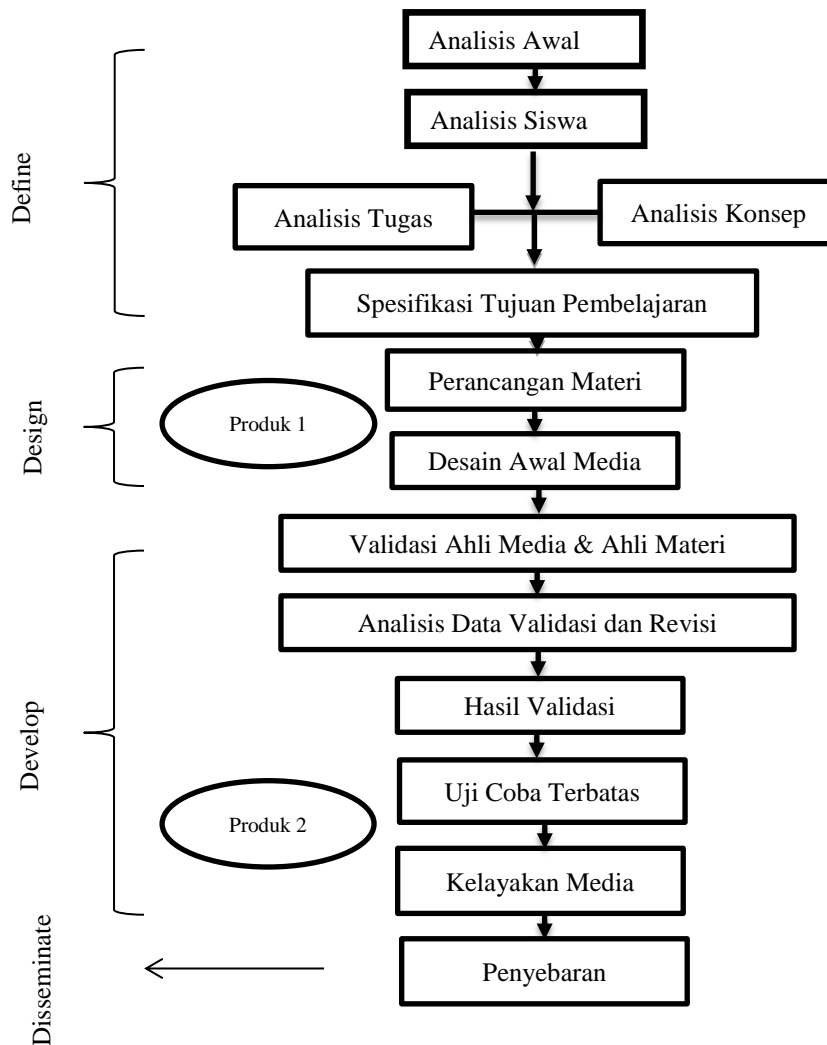 Analisis Awal
Analisis Siswa
Define
Analisis Tugas
Analisis Konsep
Spesifikasi Tujuan Pembelajaran
Design
Produk 1
Perancangan Materi
Desain Awal Media
Validasi Ahli Media & Ahli Materi
Analisis Data Validasi dan Revisi
Develop
Hasil Validasi
Uji Coba Terbatas
Produk 2
Kelayakan Media
Disseminate
Penyebaran